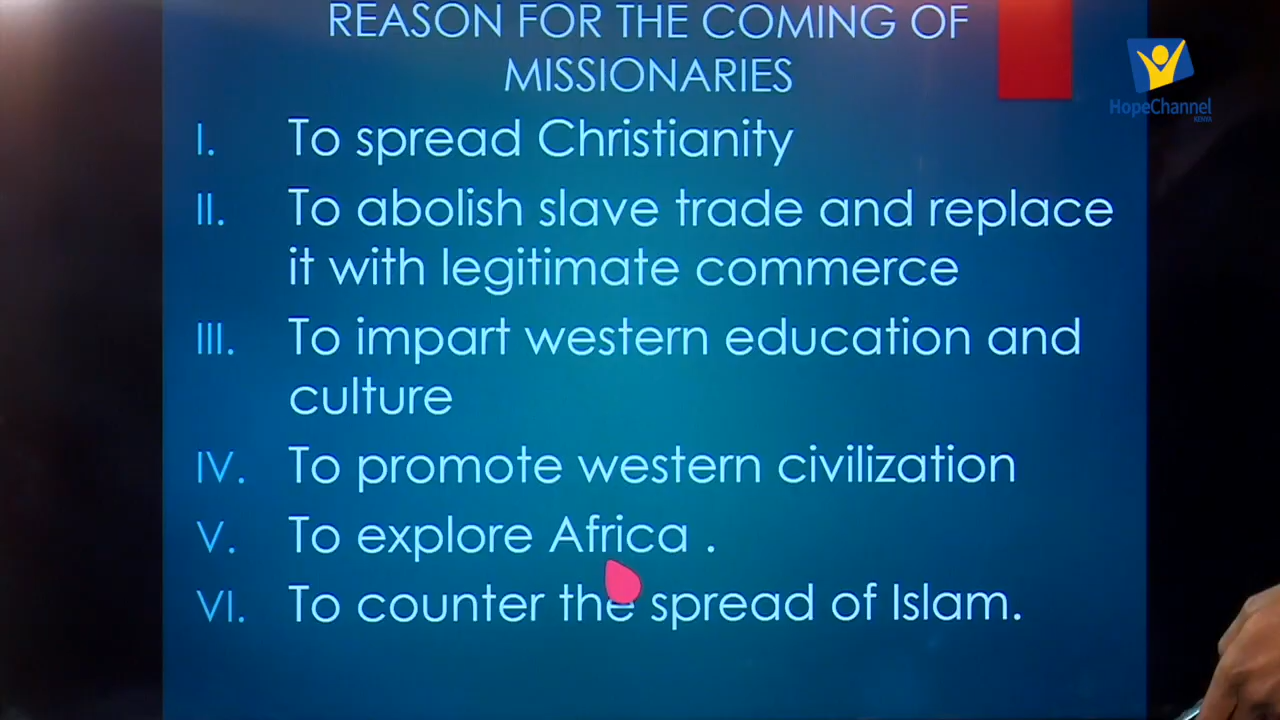 REASON FOR THE COMING OF
MISSIONARIES
HopeChannel
KENYA
I. To spread Christianity
II. To abolish slave trade and replace
it with legitimate commerce
III. To impart western education and
culture
IV. To promote western civilization
V. To explore Africa .
VI. To counter the spread of Islam.